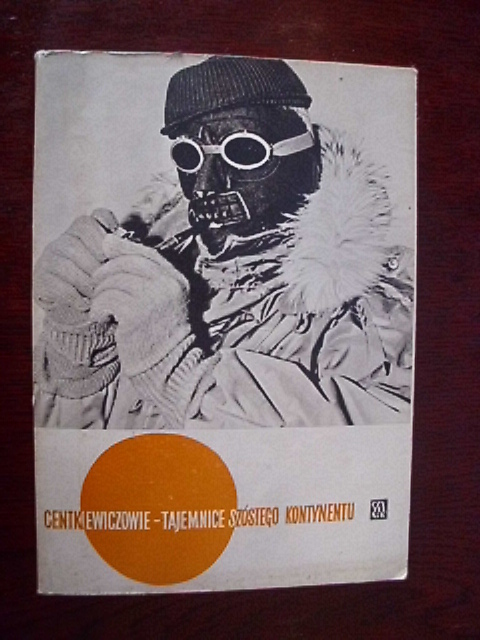 CENTKIEWICZOWIE – TAJEMNICE SZÓSTEGO KONTYNENTU